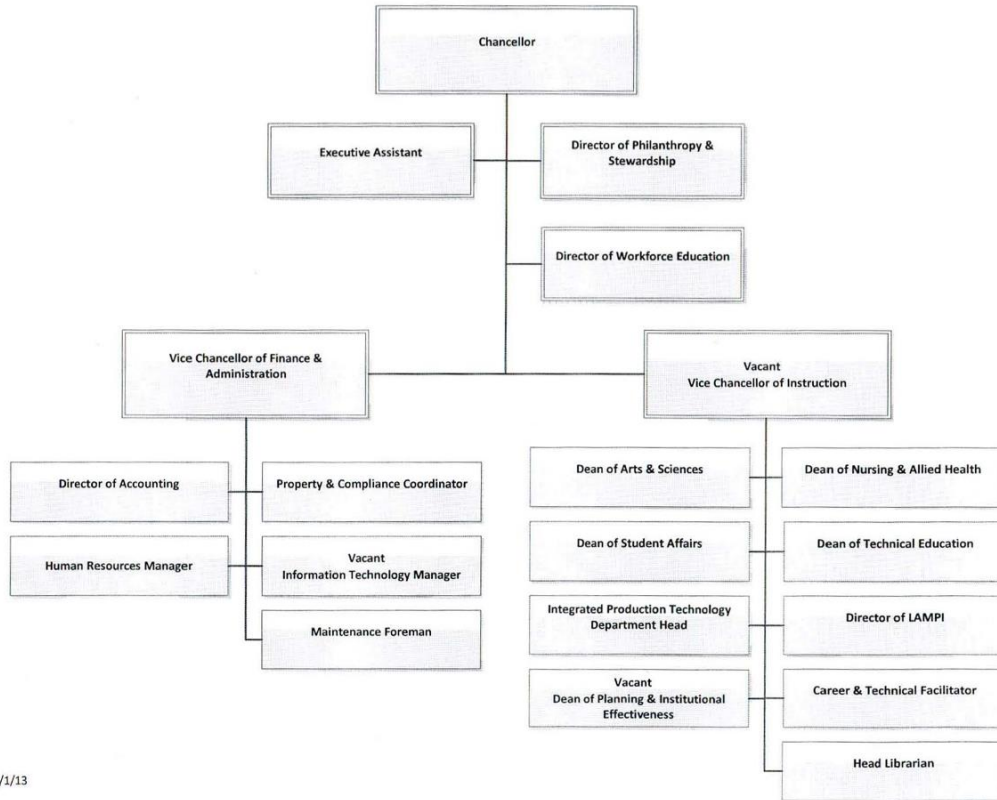 Chancellor
Executive Assistant
Director of Philanthropy &
Stewardship
Director of Workforce Education
Vice Chancellor of Finance &
Administration
Vacant
Vice Chancellor of Instruction
Director of Accounting
Property & Compliance Coordinator
Human Resources Manager
Vacant
Information Technology Manager
Maintenance Foreman
Dean of Arts & Sciences
Dean of Nursing & Allied Health
Dean of Student Affairs
Dean of Technical Education
Integrated Production Technology
Department Head
Director of LAMPI
Vacant
Dean of Planning & Institutional
Effectiveness
Career & Technical Facilitator
Head Librarian
/1/13